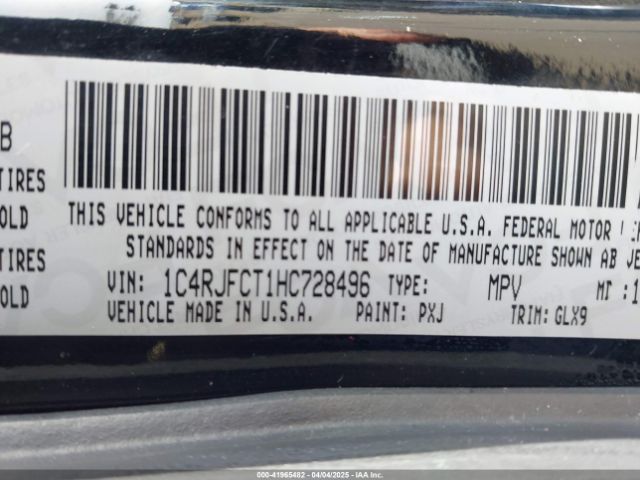 B
TIRES
THIS VEHICLE CONFORMS TO ALL APPLICABLE U.S.A. FEDERAL MOTOR
OLD
STANDARDS IN EFFECT ON THE DATE OF MANUFACTURE SHOWN AB
TIRES
VIN: 1C4RJFCT1HC728496 TYPE: MPV
OLD
VEHICLE MADE IN U.S.A. PAINT: PXJ TRIM: GLX9
000-41965482 - 04/04/2025 - IAAI.COM